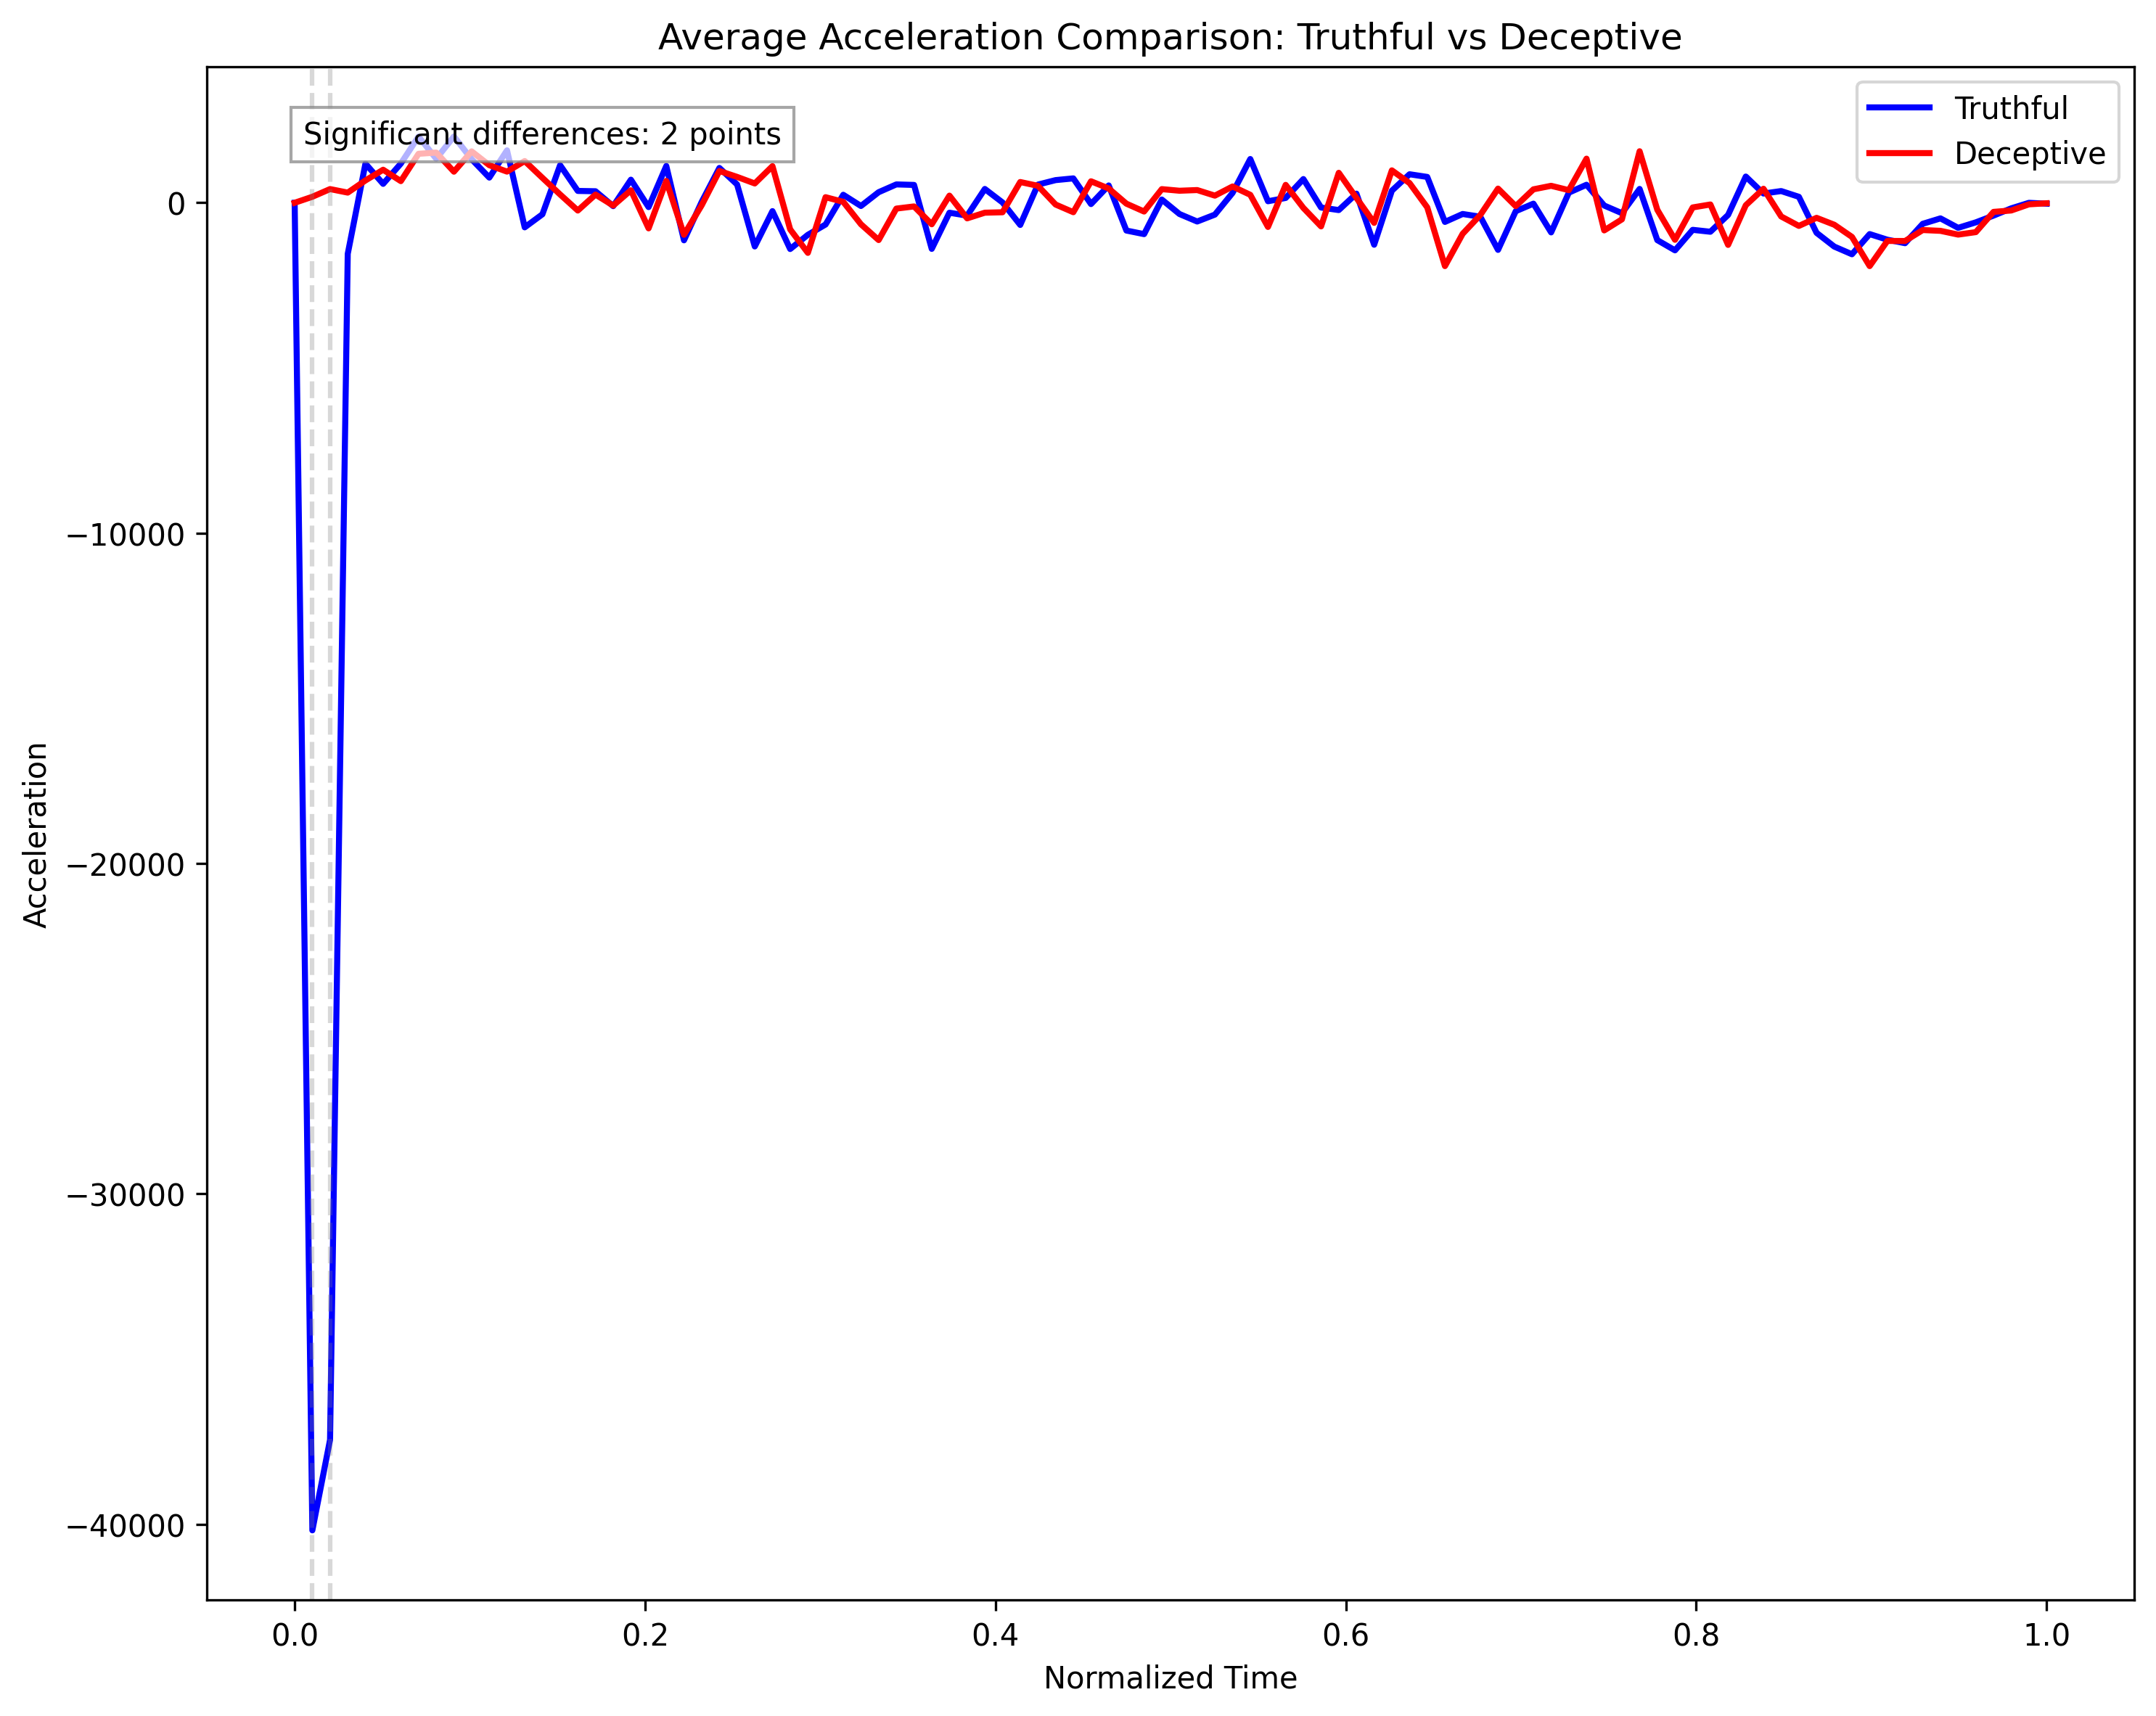 Average Acceleration Comparison: Truthful vs Deceptive
Significant differences: 2 points
Truthful
Deceptive
0
−10000
−20000
−30000
−40000
Acceleration
0.0 0.2 0.4 0.6 0.8 1.0
Normalized Time